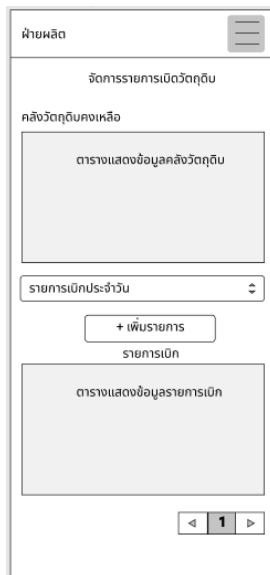 ฝ่ายผลิต
จัดการรายการเบิดวัตถุดิบ
คลังวัตถุดิบคงเหลือ
ตารางแสดงข้อมูลคลังวัตถุดิบ
รายการเบิกประจำวัน
+ เพิ่มรายการ
รายการเบิก
ตารางแสดงข้อมูลรายการเบิก
1